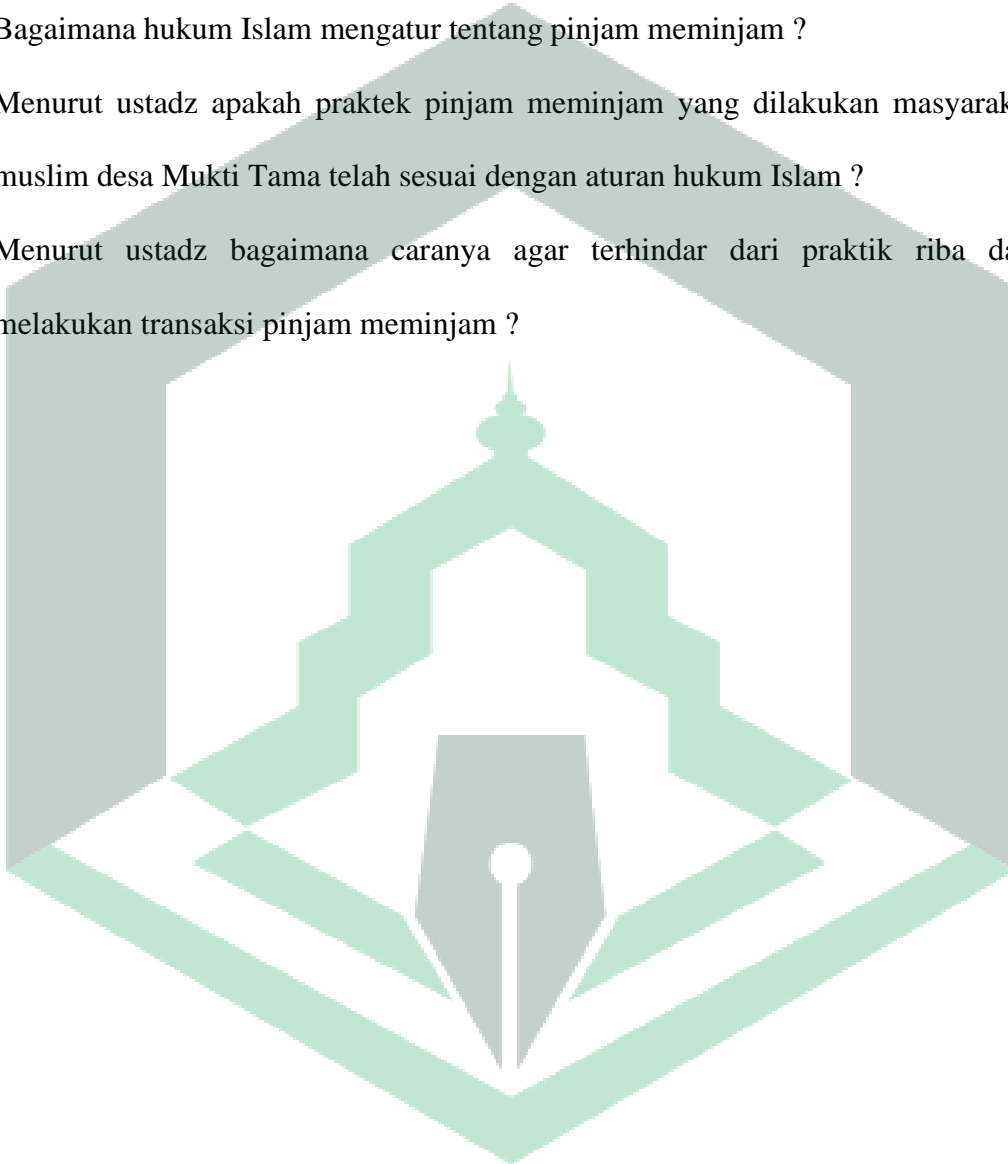 Bagaimana hukum Islam mengatur tentang pinjam meminjam ?
Menurut ustadz apakah praktek pinjam meminjam yang dilakukan masyarak
muslim desa Mukti Tama telah sesuai dengan aturan hukum Islam ?
Menurut ustadz bagaimana caranya agar terhindar dari praktik riba da
melakukan transaksi pinjam meminjam ?